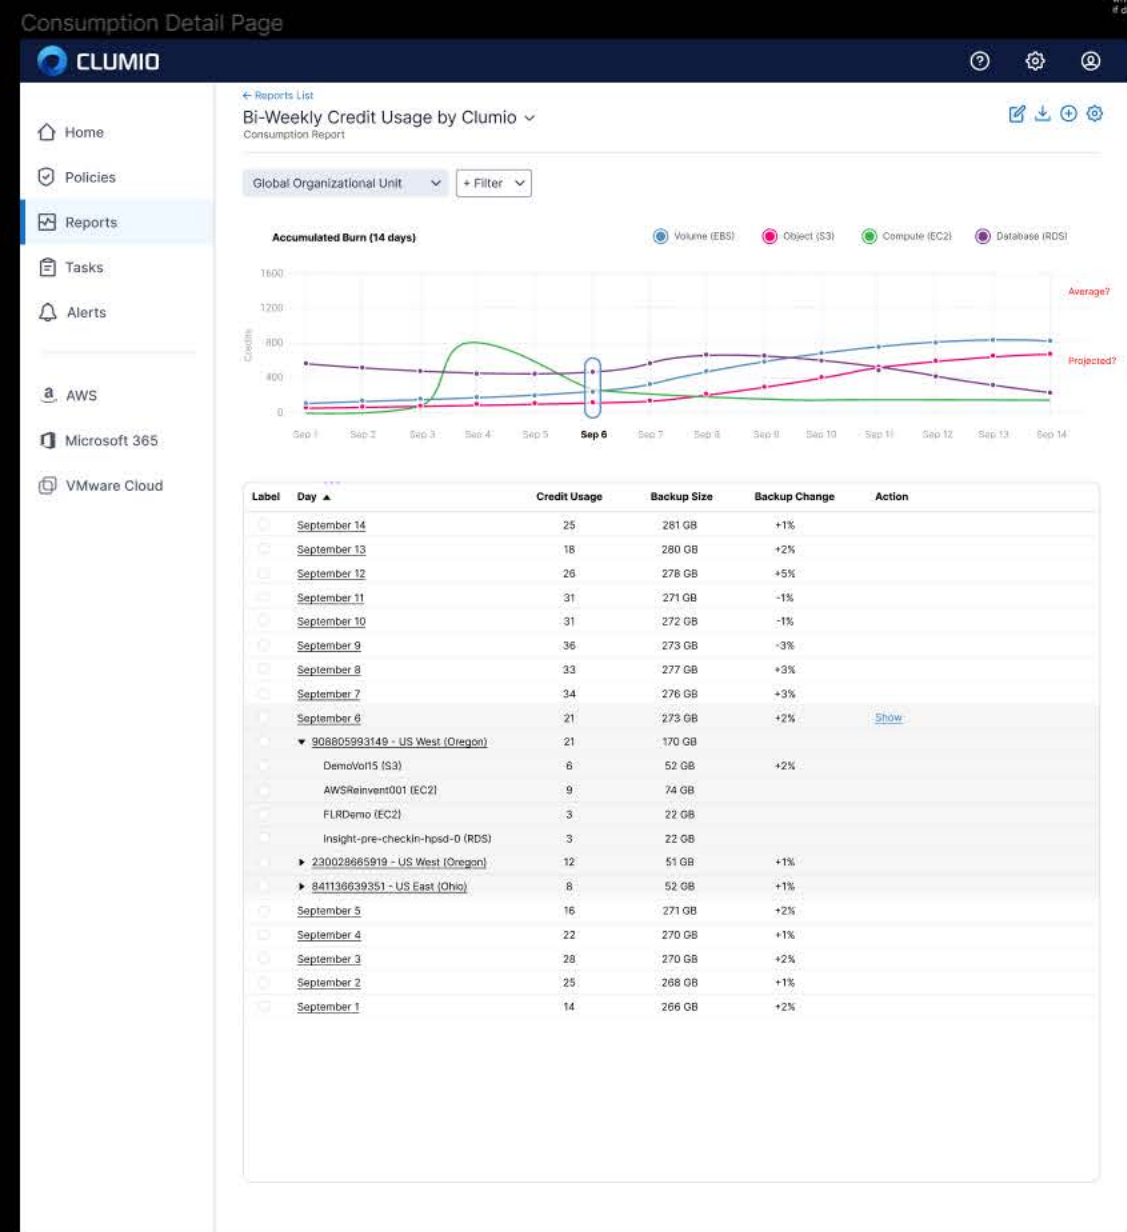 Consumption Detail Page
if d
CLUMIO
Home
Policies
Reports
Tasks
Alerts
AWS
Microsoft 365
VMware Cloud
← Reports List
Bi-Weekly Credit Usage by Clumio
Consumption Report
Global Organizational Unit
+ Filter
Accumulated Burn (14 days)
Volume (EBS) Object (S3) Compute (EC2) Database (RDS)
1600
1200
800
400
0
Credits
Average?
Projected?
Sep 1 Sep 2 Sep 3 Sep 4 Sep 5 Sep 6 Sep 7 Sep 8 Sep 9 Sep 10 Sep 11 Sep 12 Sep 13 Sep 14
Label Day ▲ Credit Usage Backup Size Backup Change Action
September 14 25 281 GB +1%
September 13 18 280 GB +2%
September 12 26 278 GB +5%
September 11 31 271 GB -1%
September 10 31 272 GB -1%
September 9 36 273 GB -3%
September 8 33 277 GB +3%
September 7 34 276 GB +3%
September 6 21 273 GB +2% Show
▼ 908805993149 - US West (Oregon) 21 170 GB
DemoVol15 (S3) 6 52 GB +2%
AWSReinvent001 (EC2) 9 74 GB
FLRDemo (EC2) 3 22 GB
Insight-pre-checkin-hpsd-0 (RDS) 3 22 GB
▶ 230028665919 - US West (Oregon) 12 51 GB +1%
▶ 841136639351 - US East (Ohio) 8 52 GB +1%
September 5 16 271 GB +2%
September 4 22 270 GB +1%
September 3 28 270 GB +2%
September 2 25 268 GB +1%
September 1 14 266 GB +2%